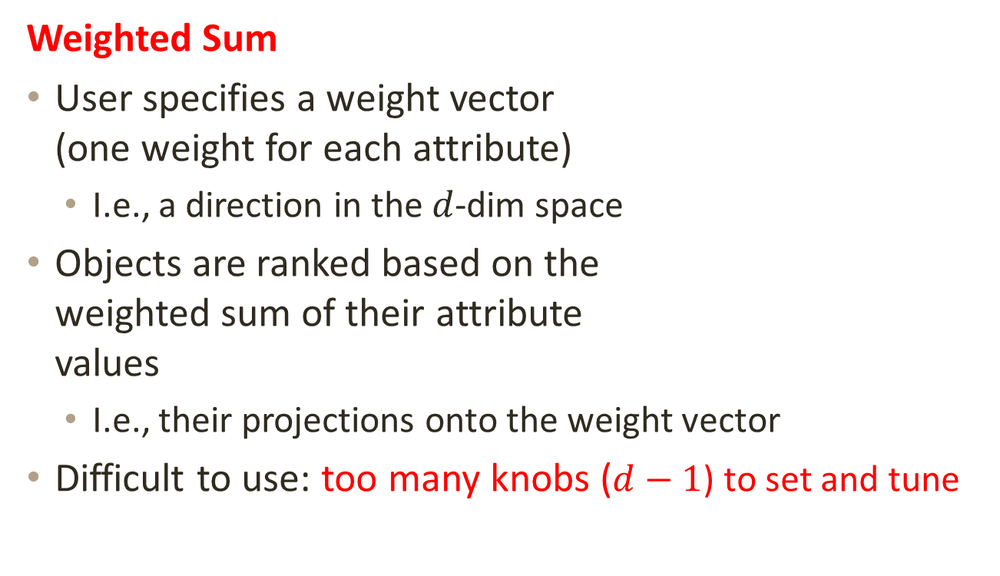 Weighted Sum
• User specifies a weight vector
(one weight for each attribute)
• I.e., a direction in the d-dim space
• Objects are ranked based on the
weighted sum of their attribute
values
• I.e., their projections onto the weight vector
• Difficult to use: too many knobs (d − 1) to set and tune